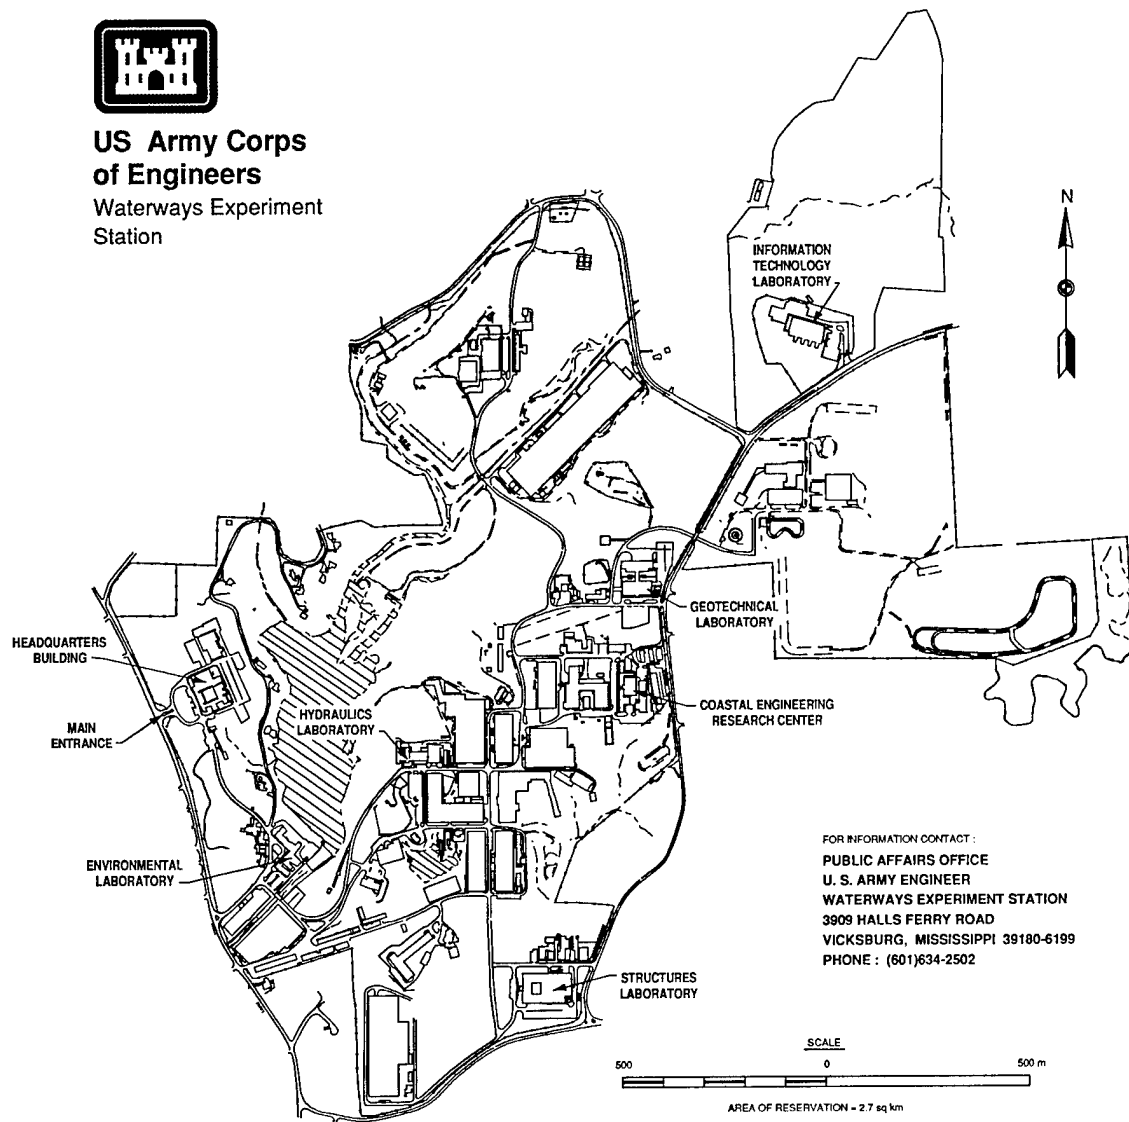 US Army Corps
of Engineers
Waterways Experiment
Station
N
INFORMATION
TECHNOLOGY
LABORATORY
GEOTECHNICAL
LABORATORY
HEADQUARTERS
BUILDING
MAIN
ENTRANCE
HYDRAULICS
LABORATORY
COASTAL ENGINEERING
RESEARCH CENTER
ENVIRONMENTAL
LABORATORY
STRUCTURES
LABORATORY
FOR INFORMATION CONTACT :
PUBLIC AFFAIRS OFFICE
U. S. ARMY ENGINEER
WATERWAYS EXPERIMENT STATION
3909 HALLS FERRY ROAD
VICKSBURG, MISSISSIPPI 39180-6199
PHONE : (601)634-2502
SCALE
500 0 500 m
AREA OF RESERVATION = 2.7 sq km